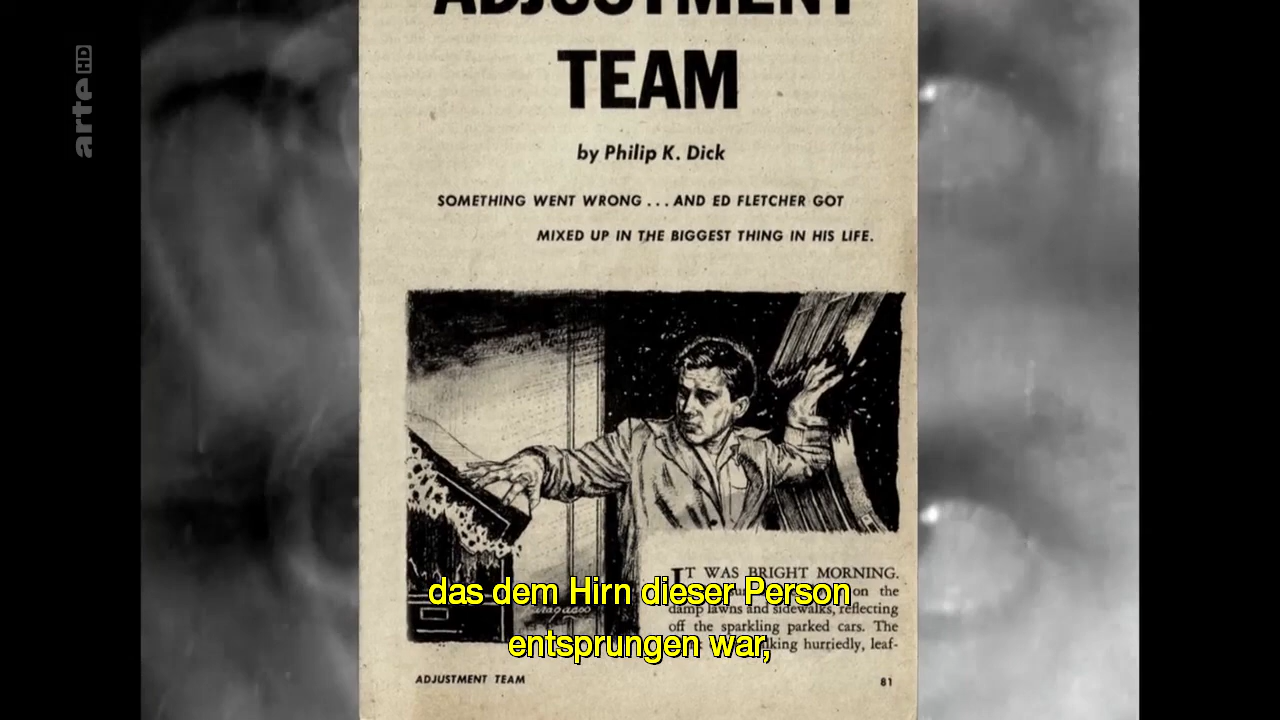 arte HD
ADJUSTMENT
TEAM
by Philip K. Dick
SOMETHING WENT WRONG . . . AND ED FLETCHER GOT
MIXED UP IN THE BIGGEST THING IN HIS LIFE.
IT WAS BRIGHT MORNING.
on the
damp lawns and sidewalks, reflecting
off the sparkling parked cars. The
hurriedly, leaf-
das dem Hirn dieser Person
entsprungen war,
ADJUSTMENT TEAM
81